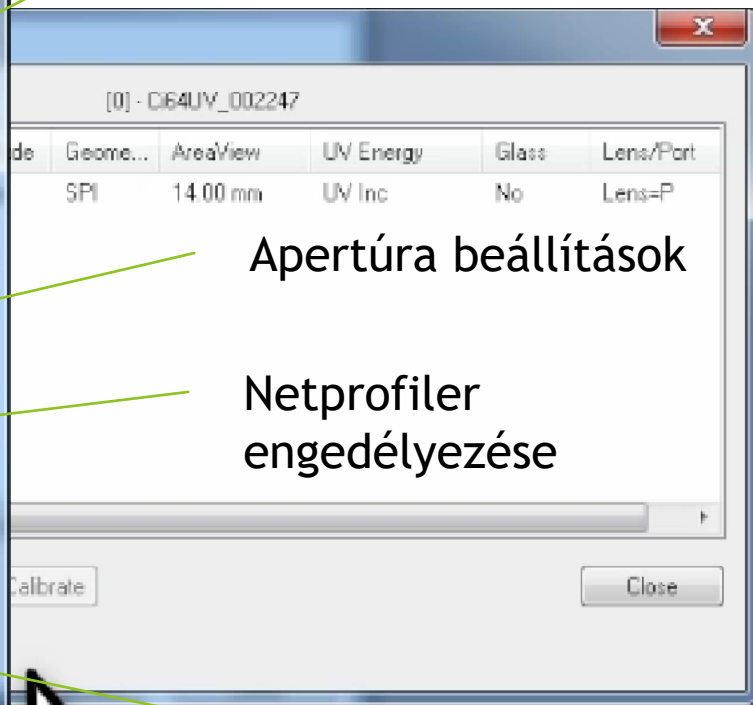 [0] - Ci64UV_002247
de Geome... AreaView UV Energy Glass Lens/Port
SPI 14.00 mm UV Inc No Lens=P
Apertúra beállítások
Netprofiler
engedélyezése
Calibrate Close